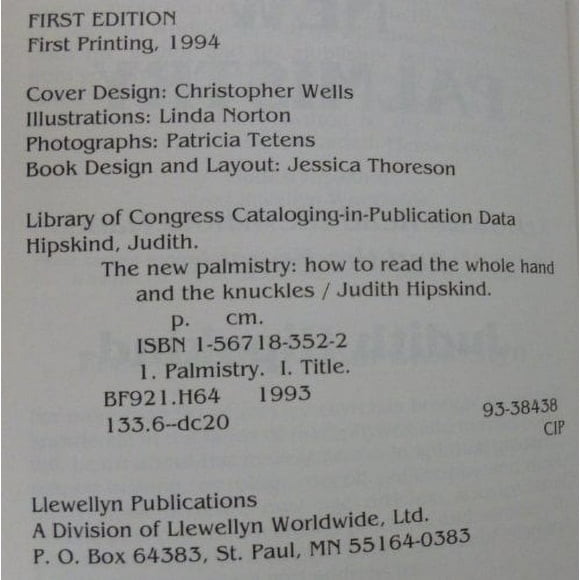 FIRST EDITION
First Printing, 1994
Cover Design: Christopher Wells
Illustrations: Linda Norton
Photographs: Patricia Tetens
Book Design and Layout: Jessica Thoreson
Library of Congress Cataloging-in-Publication Data
Hipskind, Judith.
The new palmistry: how to read the whole hand
and the knuckles / Judith Hipskind.
p. cm.
ISBN 1-56718-352-2
1. Palmistry. I. Title.
BF921.H64 1993
133.6--dc20 93-38438
CIP
Llewellyn Publications
A Division of Llewellyn Worldwide, Ltd.
P. O. Box 64383, St. Paul, MN 55164-0383